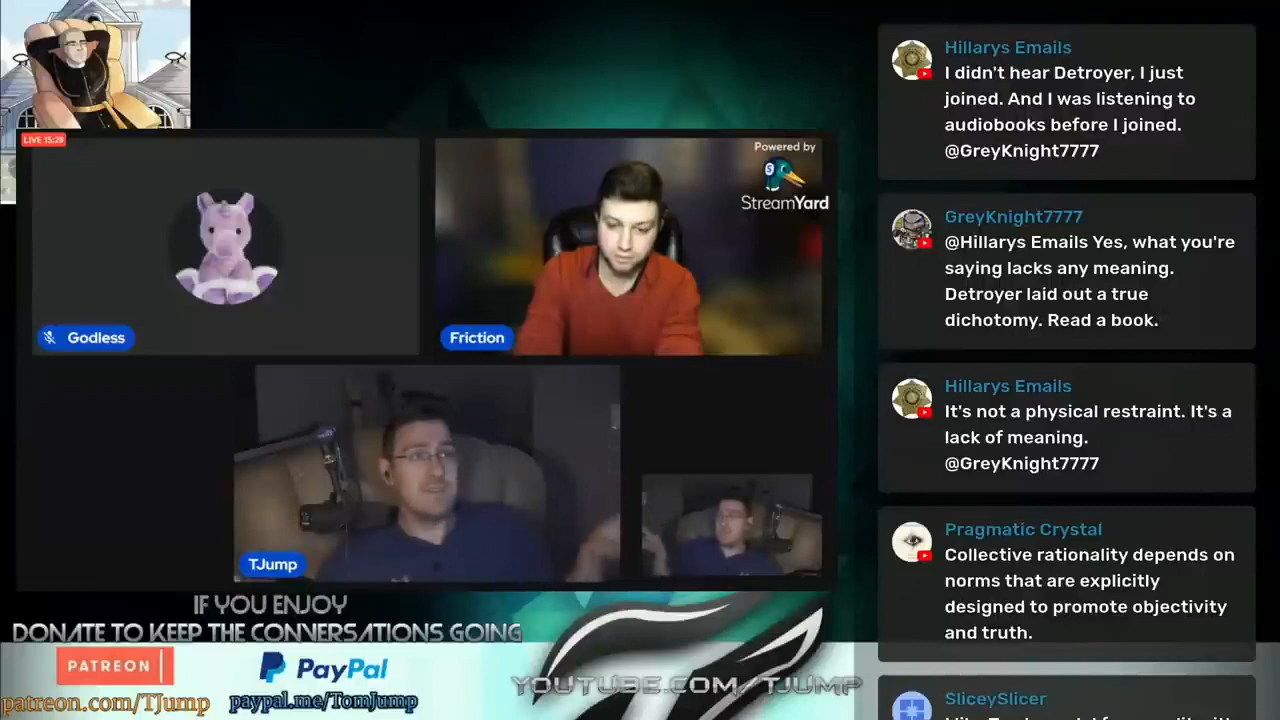 LIVE 15:29
Godless
Powered by
StreamYard
Friction
TJump
IF YOU ENJOY
DONATE TO KEEP THE CONVERSATIONS GOING
PATREON
PayPal
patreon.com/TJump
paypal.me/TomJump
YOUTUBE.COM/TJUMP
Hillarys Emails
I didn't hear Detroyer, I just
joined. And I was listening to
audiobooks before I joined.
@GreyKnight7777
GreyKnight7777
@Hillarys Emails Yes, what you're
saying lacks any meaning.
Detroyer laid out a true
dichotomy. Read a book.
Hillarys Emails
It's not a physical restraint. It's a
lack of meaning.
@GreyKnight7777
Pragmatic Crystal
Collective rationality depends on
norms that are explicitly
designed to promote objectivity
and truth.
SliceySlicer